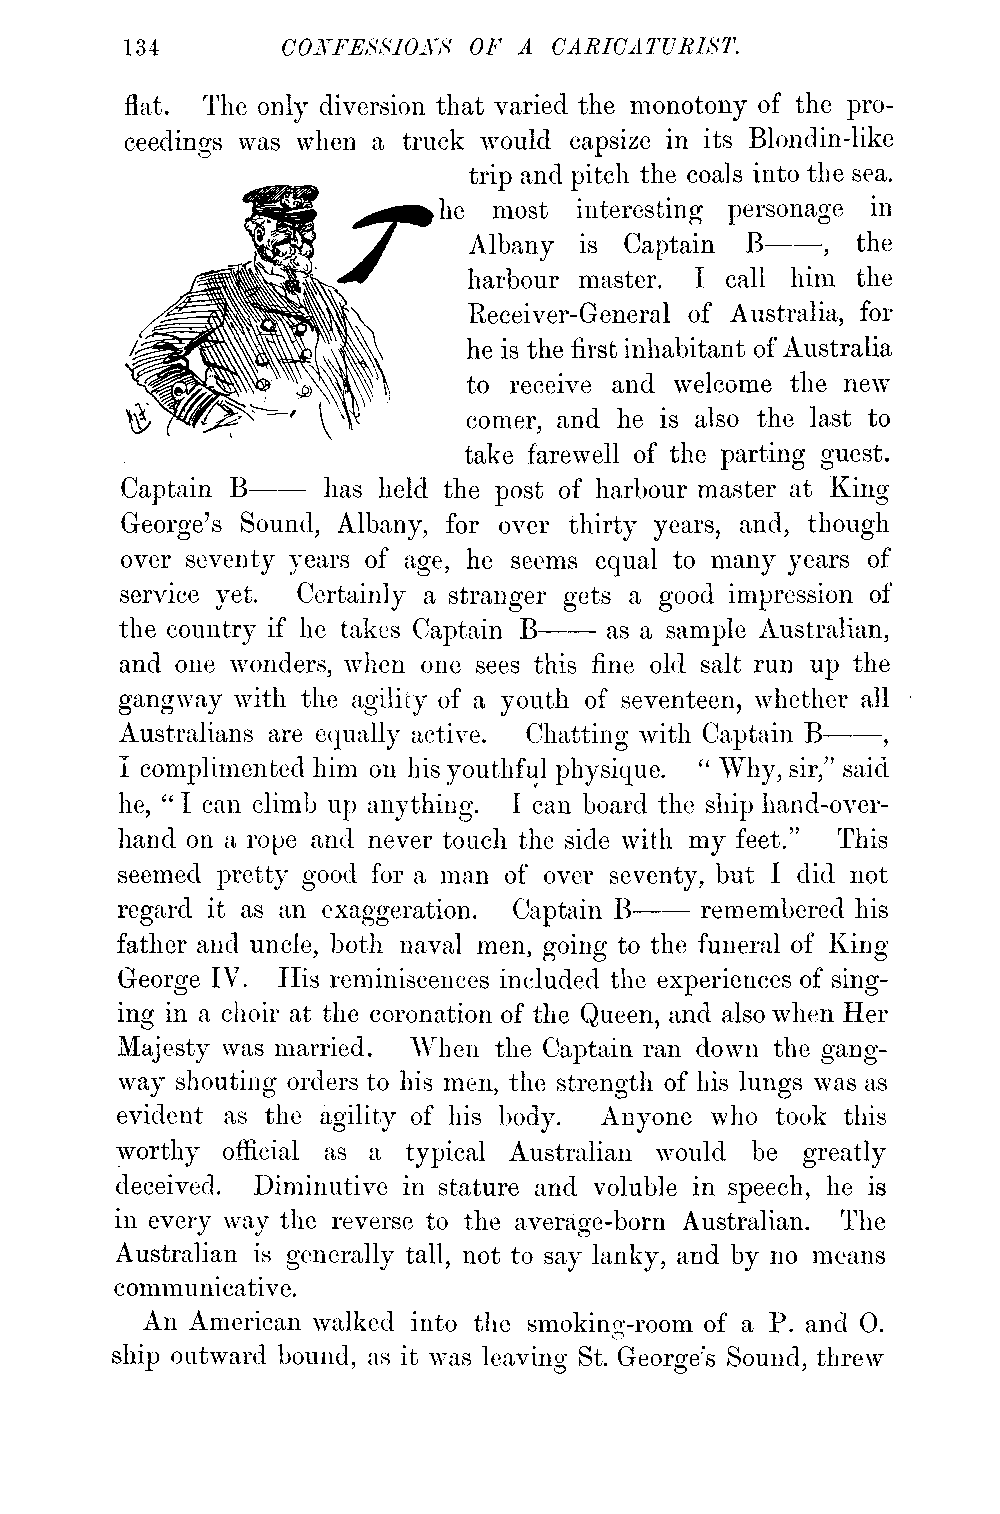 134 CONFESSIONS OF A CARICATURIST.
flat. The only diversion that varied the monotony of the pro-
ceedings was when a truck would capsize in its Blondin-like
trip and pitch the coals into the sea.
The most interesting personage in
Albany is Captain B——, the
harbour master. I call him the
Receiver-General of Australia, for
he is the first inhabitant of Australia
to receive and welcome the new
comer, and he is also the last to
take farewell of the parting guest.
Captain B—— has held the post of harbour master at King
George's Sound, Albany, for over thirty years, and, though
over seventy years of age, he seems equal to many years of
service yet. Certainly a stranger gets a good impression of
the country if he takes Captain B—— as a sample Australian,
and one wonders, when one sees this fine old salt run up the
gangway with the agility of a youth of seventeen, whether all
Australians are equally active. Chatting with Captain B——,
I complimented him on his youthful physique. “Why, sir,” said
he, “I can climb up anything. I can board the ship hand-over-
hand on a rope and never touch the side with my feet.” This
seemed pretty good for a man of over seventy, but I did not
regard it as an exaggeration. Captain B—— remembered his
father and uncle, both naval men, going to the funeral of King
George IV. His reminiscences included the experiences of sing-
ing in a choir at the coronation of the Queen, and also when Her
Majesty was married. When the Captain ran down the gang-
way shouting orders to his men, the strength of his lungs was as
evident as the agility of his body. Anyone who took this
worthy official as a typical Australian would be greatly
deceived. Diminutive in stature and voluble in speech, he is
in every way the reverse to the average-born Australian. The
Australian is generally tall, not to say lanky, and by no means
communicative.
An American walked into the smoking-room of a P. and O.
ship outward bound, as it was leaving St. George's Sound, threw